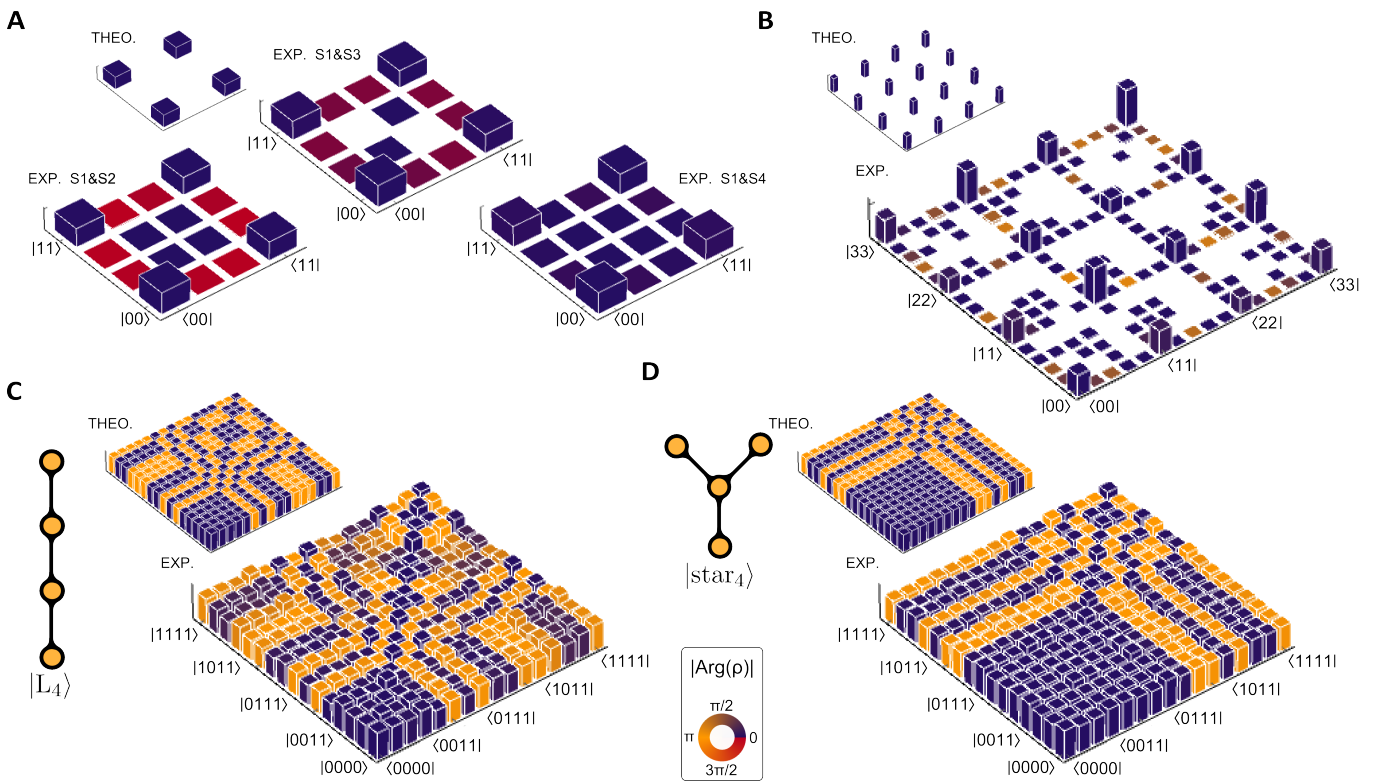 A
THEO.
EXP. S1&S3
|11⟩
⟨11|
|00⟩
⟨00|
EXP. S1&S2
|11⟩
⟨11|
|00⟩
⟨00|
EXP. S1&S4
|11⟩
⟨11|
|00⟩
⟨00|
B
THEO.
EXP.
|33⟩
|22⟩
|11⟩
|00⟩
⟨00|
⟨11|
⟨22|
⟨33|
C
THEO.
EXP.
|1111⟩
|1011⟩
|0111⟩
|0011⟩
|0000⟩
⟨0000|
⟨0011|
⟨0111|
⟨1011|
⟨1111|
|L₄⟩
D
THEO.
EXP.
|star₄⟩
|1111⟩
|1011⟩
|0111⟩
|0011⟩
|0000⟩
⟨0000|
⟨0011|
⟨0111|
⟨1011|
⟨1111|
|Arg(ρ)|
π/2
π
0
3π/2